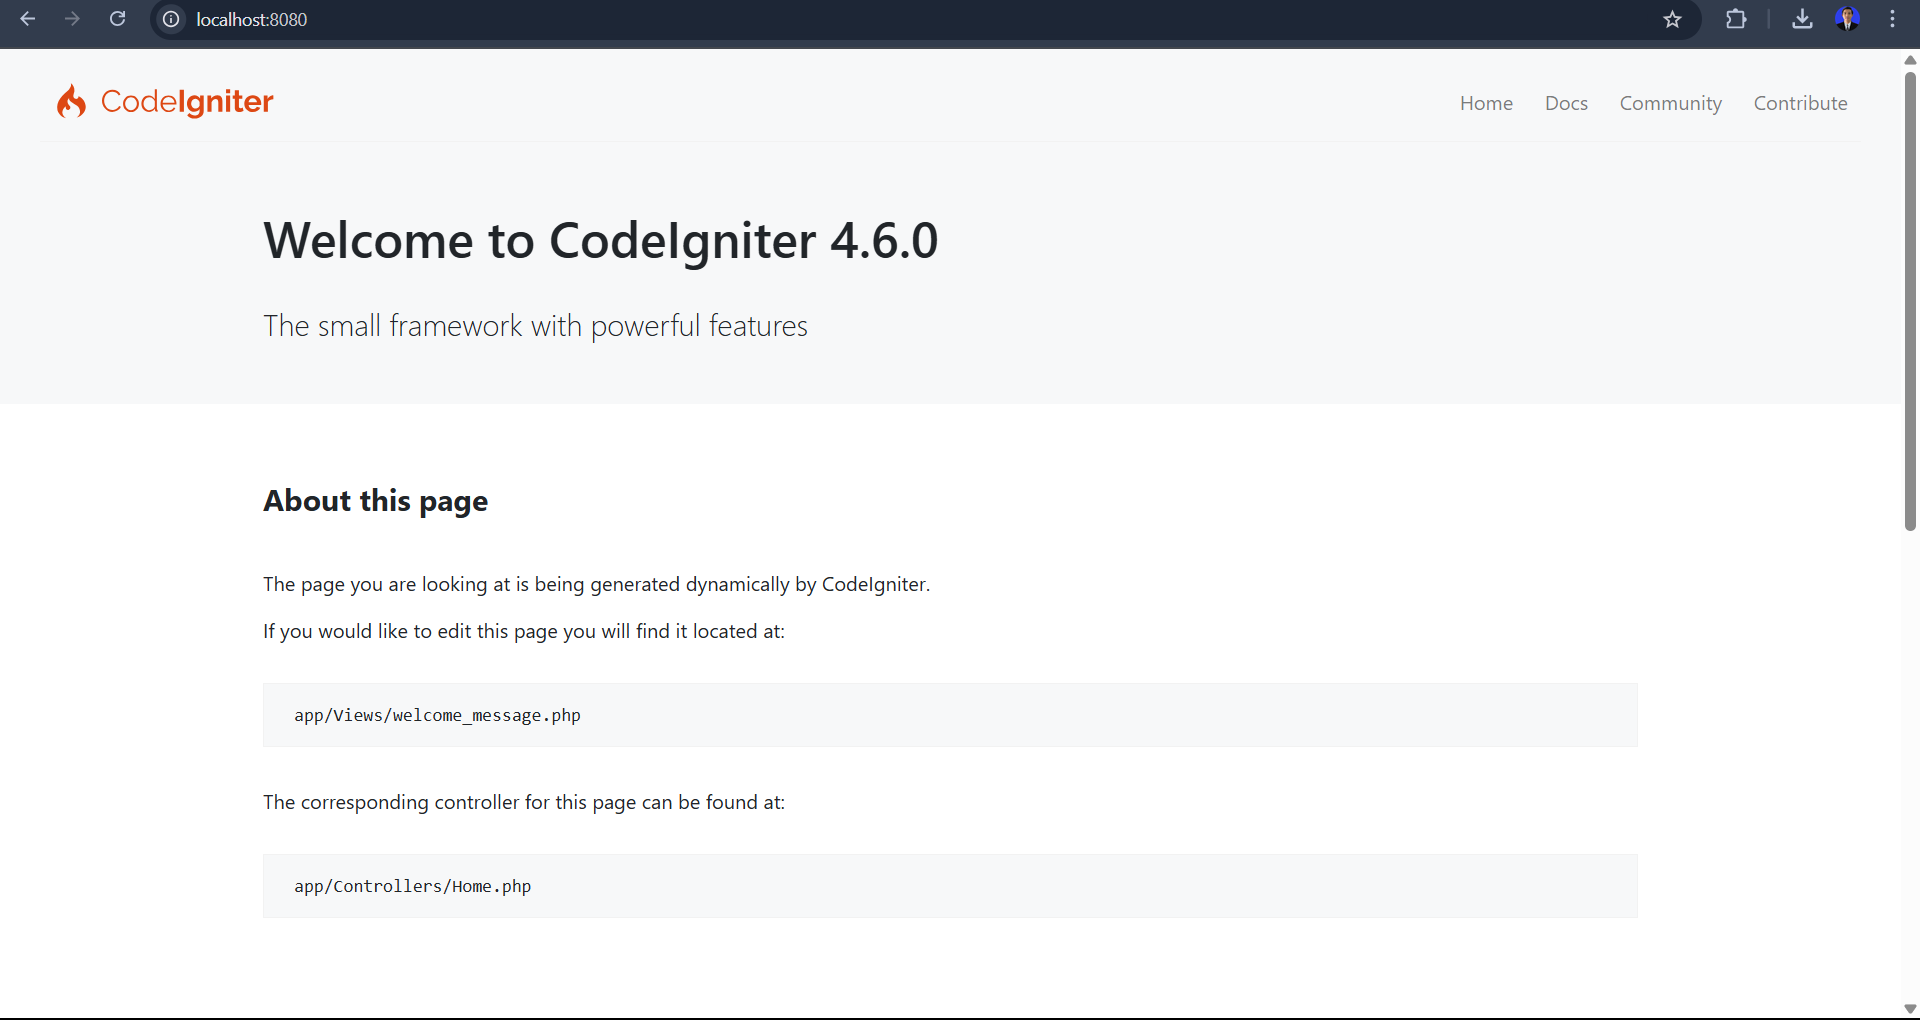 localhost:8080
CodeIgniter
Home Docs Community Contribute
Welcome to CodeIgniter 4.6.0
The small framework with powerful features
About this page
The page you are looking at is being generated dynamically by CodeIgniter.
If you would like to edit this page you will find it located at:
app/Views/welcome_message.php
The corresponding controller for this page can be found at:
app/Controllers/Home.php